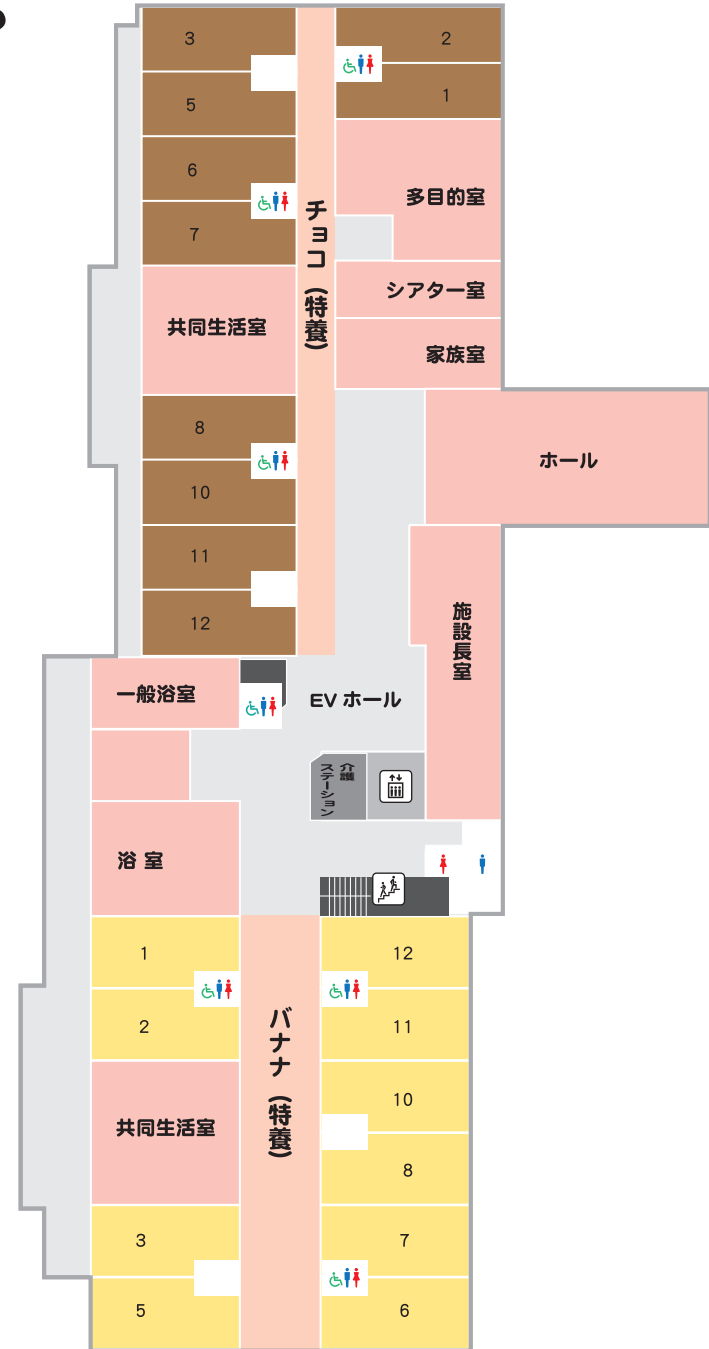 3
2
1
5
6
7
多目的室
チョコ（特養）
シアター室
家族室
共同生活室
8
10
11
12
ホール
施設長室
一般浴室
EV ホール
介護
ステーション
浴 室
1
12
2
11
バナナ（特養）
共同生活室
10
8
3
7
5
6